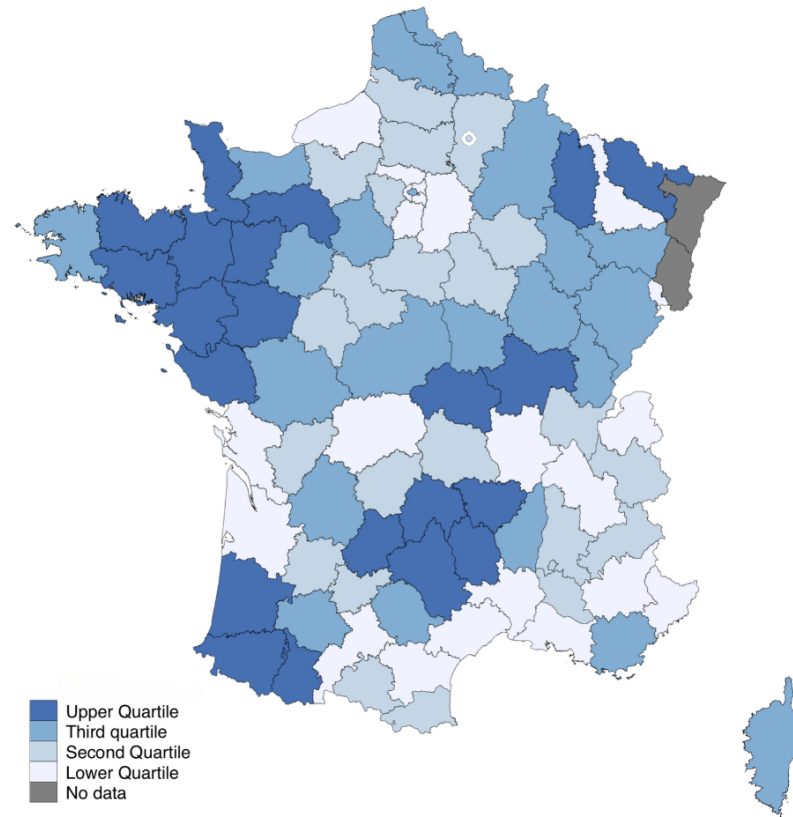 Upper Quartile
Third quartile
Second Quartile
Lower Quartile
No data